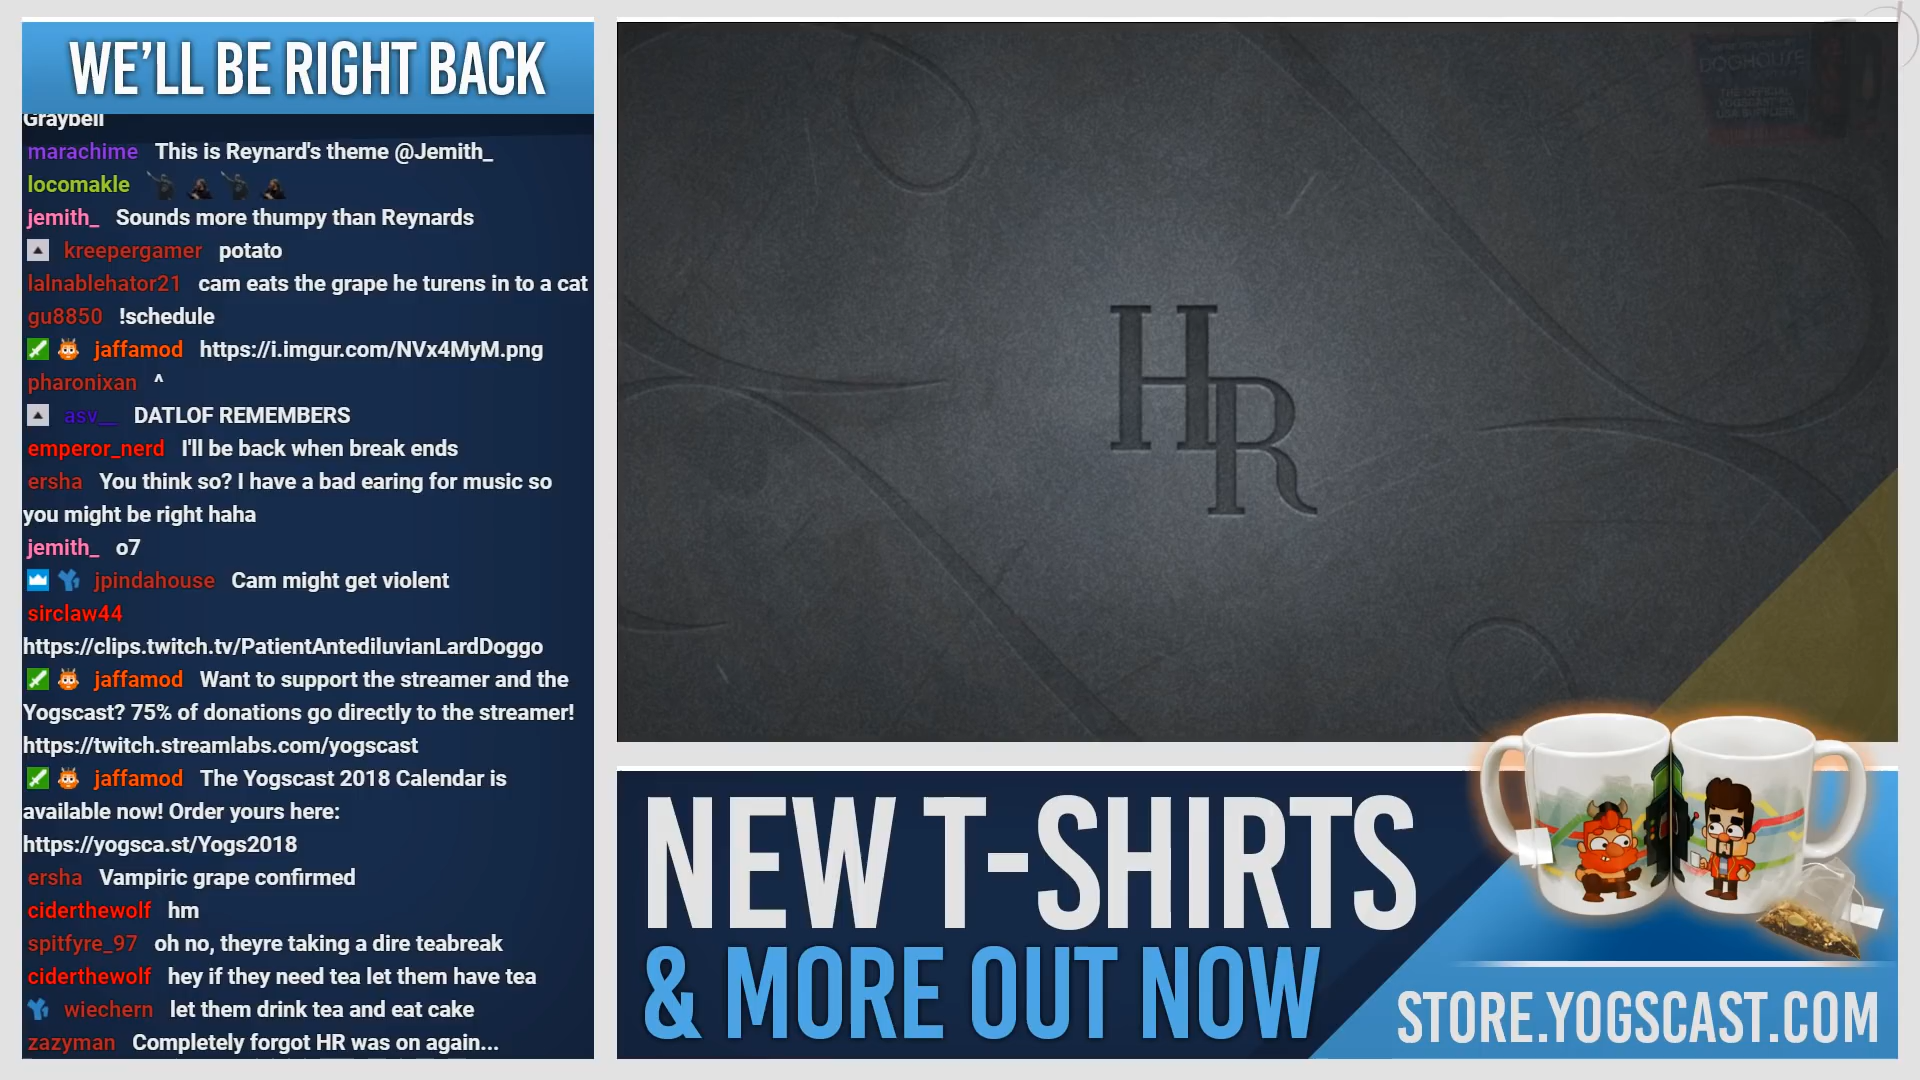 WE'LL BE RIGHT BACK
Graybell
marachime This is Reynard's theme @Jemith_
locomakle
jemith_ Sounds more thumpy than Reynards
kreepergamer potato
lalnablehator21 cam eats the grape he turens in to a cat
gu8850 !schedule
jaffamod https://i.imgur.com/NVx4MyM.png
pharonixan ^
asv__ DATLOF REMEMBERS
emperor_nerd I'll be back when break ends
ersha You think so? I have a bad earing for music so
you might be right haha
jemith_ o7
jpindahouse Cam might get violent
sirclaw44
https://clips.twitch.tv/PatientAntediluvianLardDoggo
jaffamod Want to support the streamer and the
Yogscast? 75% of donations go directly to the streamer!
https://twitch.streamlabs.com/yogscast
jaffamod The Yogscast 2018 Calendar is
available now! Order yours here:
https://yogsca.st/Yogs2018
ersha Vampiric grape confirmed
ciderthewolf hm
spitfyre_97 oh no, theyre taking a dire teabreak
ciderthewolf hey if they need tea let them have tea
wiechern let them drink tea and eat cake
zazyman Completely forgot HR was on again...
DOGHOUSE
THE OFFICIAL
HR
NEW T-SHIRTS
& MORE OUT NOW
STORE.YOGSCAST.COM